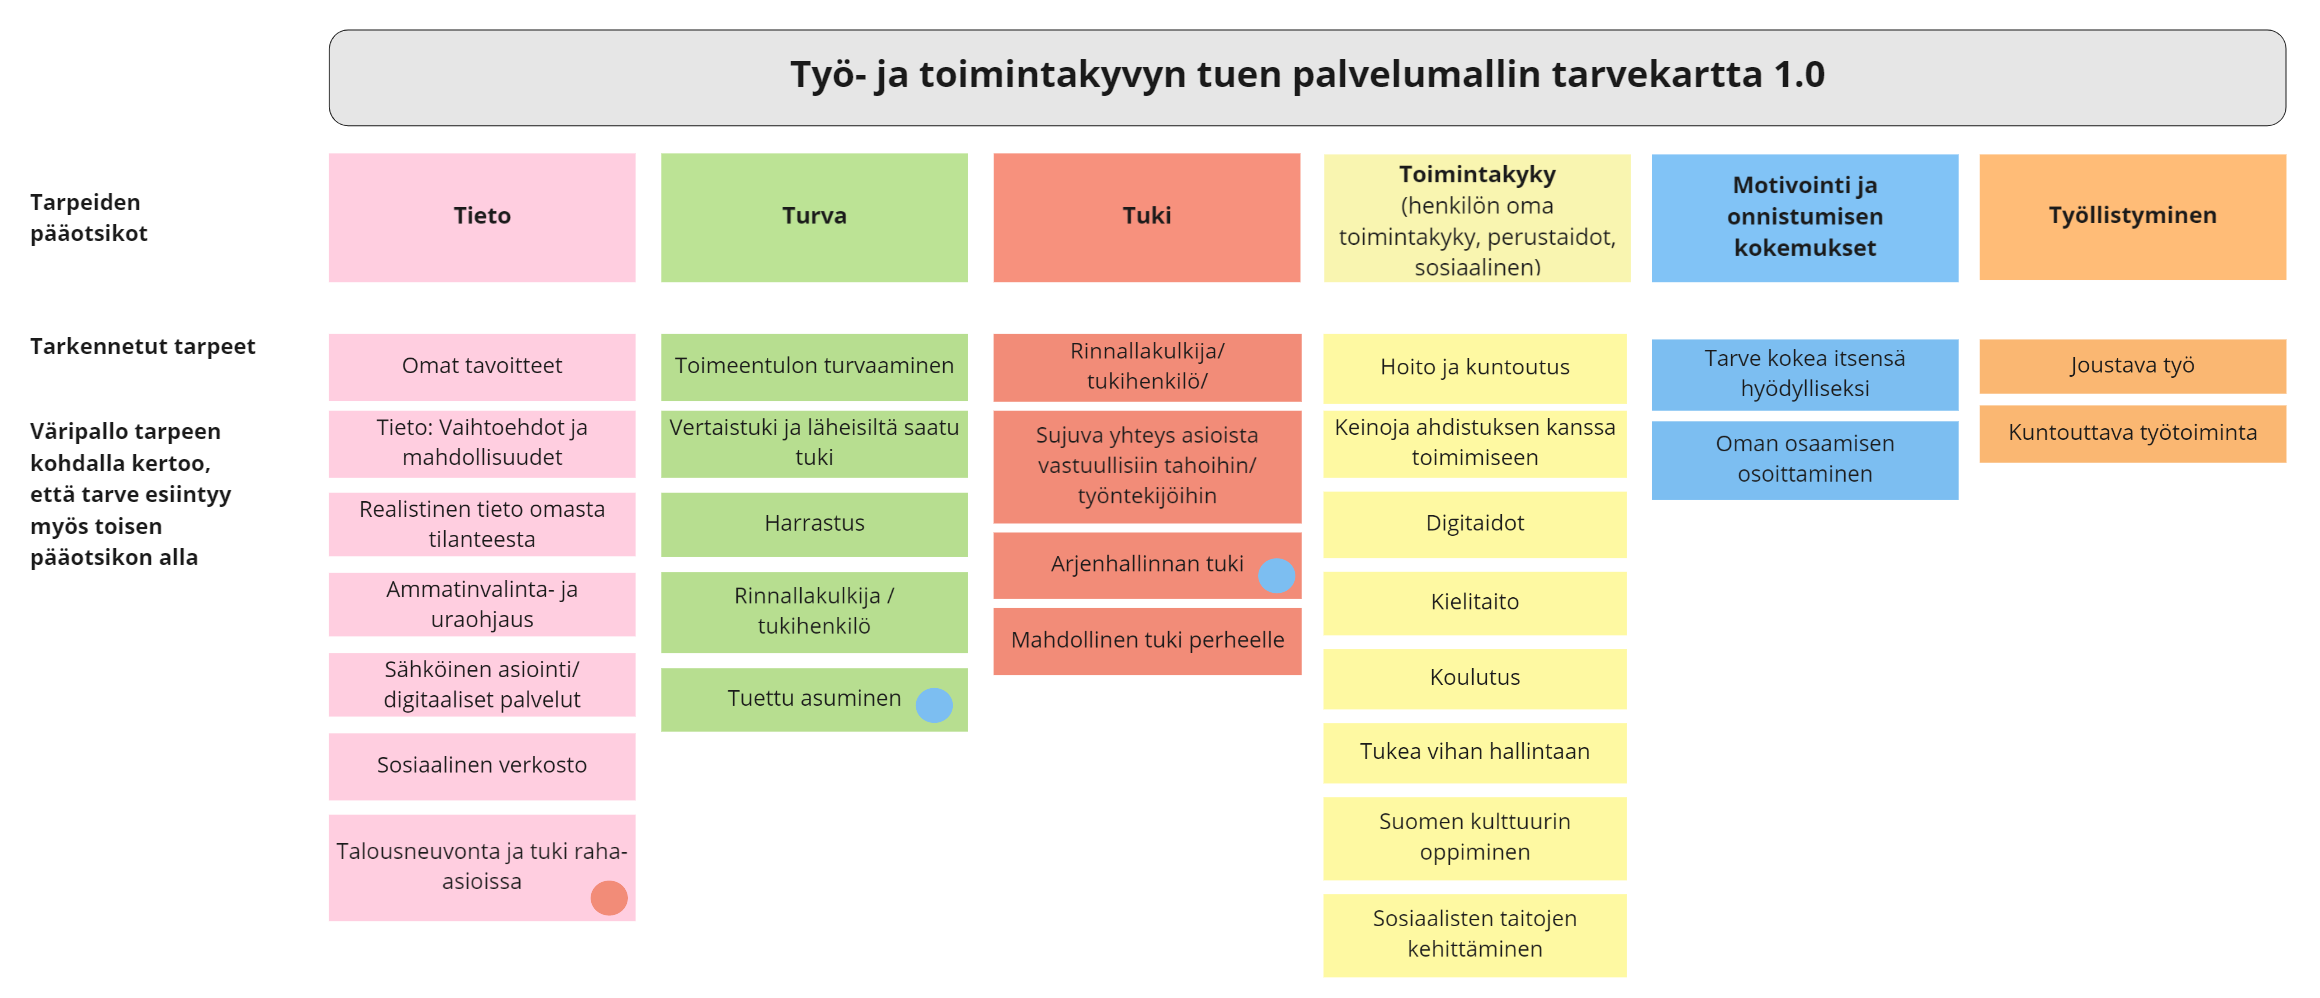 Työ- ja toimintakyvyn tuen palvelumallin tarvekartta 1.0
Tarpeiden
pääotsikot
Tieto
Turva
Tuki
Toimintakyky
(henkilön oma
toimintakyky, perustaidot,
sosiaalinen)
Motivointi ja
onnistumisen
kokemukset
Työllistyminen
Tarkennetut tarpeet
Väripallo tarpeen
kohdalla kertoo,
että tarve esiintyy
myös toisen
pääotsikon alla
Omat tavoitteet
Tieto: Vaihtoehdot ja
mahdollisuudet
Realistinen tieto omasta
tilanteesta
Ammatinvalinta- ja
uraohjaus
Sähköinen asiointi/
digitaaliset palvelut
Sosiaalinen verkosto
Talousneuvonta ja tuki raha-
asioissa
Toimeentulon turvaaminen
Vertaistuki ja läheisiltä saatu
tuki
Harrastus
Rinnallakulkija /
tukihenkilö
Tuettu asuminen
Rinnallakulkija/
tukihenkilö/
Sujuva yhteys asioista
vastuullisiin tahoihin/
työntekijöihin
Arjenhallinnan tuki
Mahdollinen tuki perheelle
Hoito ja kuntoutus
Keinoja ahdistuksen kanssa
toimimiseen
Digitaidot
Kielitaito
Koulutus
Tukea vihan hallintaan
Suomen kulttuurin
oppiminen
Sosiaalisten taitojen
kehittäminen
Tarve kokea itsensä
hyödylliseksi
Oman osaamisen
osoittaminen
Joustava työ
Kuntouttava työtoiminta